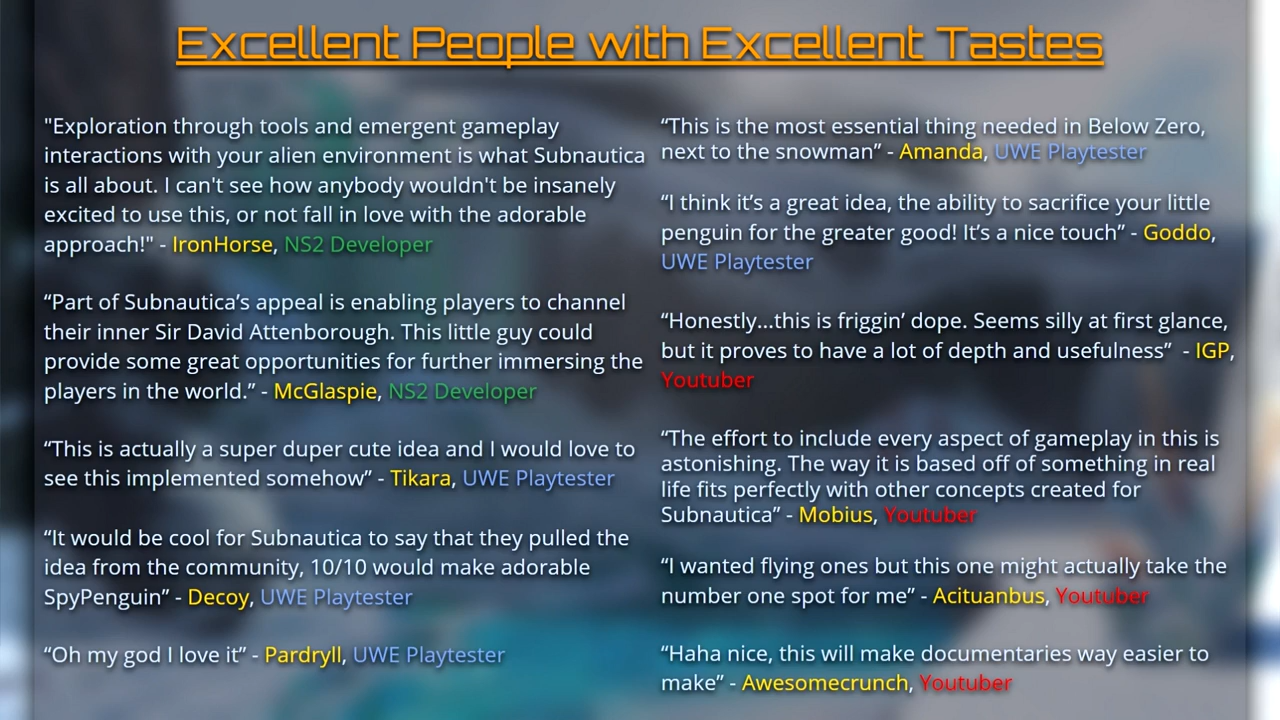 Excellent People with Excellent Tastes
"Exploration through tools and emergent gameplay
interactions with your alien environment is what Subnautica
is all about. I can't see how anybody wouldn't be insanely
excited to use this, or not fall in love with the adorable
approach!" - IronHorse, NS2 Developer
“Part of Subnautica’s appeal is enabling players to channel
their inner Sir David Attenborough. This little guy could
provide some great opportunities for further immersing the
players in the world.” - McGlaspie, NS2 Developer
“This is actually a super duper cute idea and I would love to
see this implemented somehow” - Tikara, UWE Playtester
“It would be cool for Subnautica to say that they pulled the
idea from the community, 10/10 would make adorable
SpyPenguin” - Decoy, UWE Playtester
“Oh my god I love it” - Pardryll, UWE Playtester
“This is the most essential thing needed in Below Zero,
next to the snowman” - Amanda, UWE Playtester
“I think it’s a great idea, the ability to sacrifice your little
penguin for the greater good! It’s a nice touch” - Goddo,
UWE Playtester
“Honestly...this is friggin’ dope. Seems silly at first glance,
but it proves to have a lot of depth and usefulness”  - IGP,
Youtuber
“The effort to include every aspect of gameplay in this is
astonishing. The way it is based off of something in real
life fits perfectly with other concepts created for
Subnautica” - Mobius, Youtuber
“I wanted flying ones but this one might actually take the
number one spot for me” - Acituanbus, Youtuber
“Haha nice, this will make documentaries way easier to
make” - Awesomecrunch, Youtuber